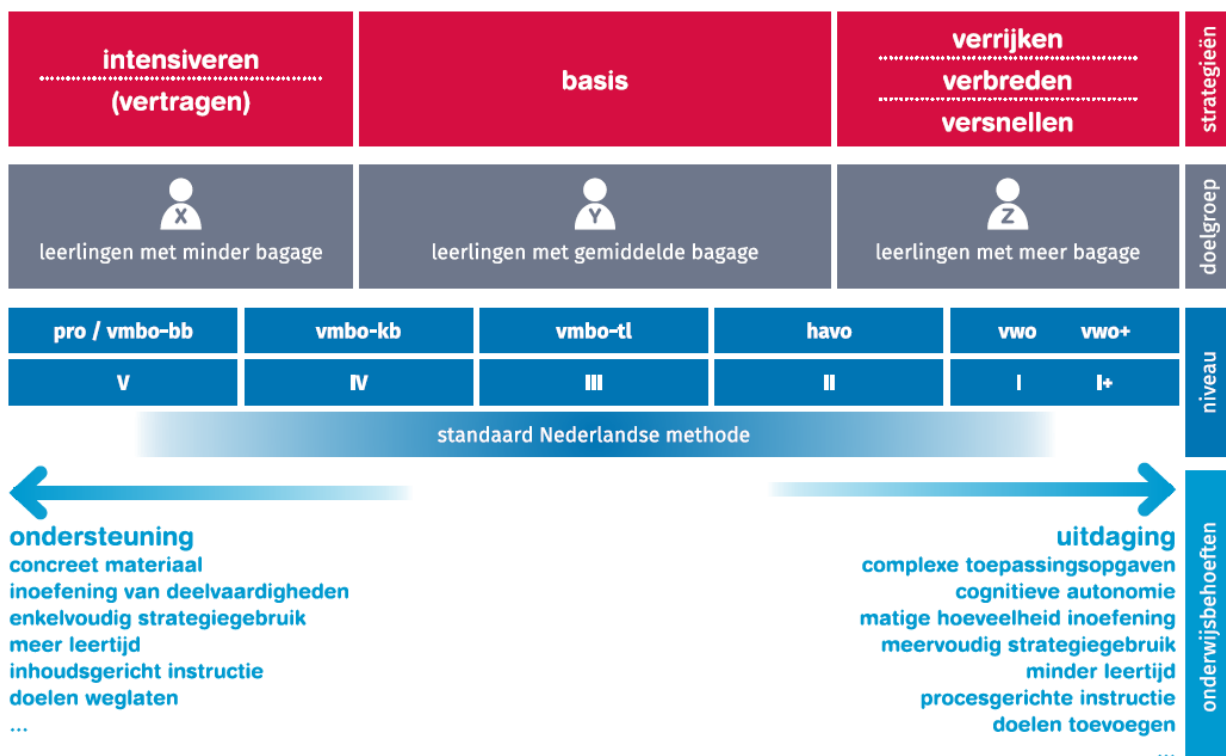 intensiveren
(vertragen)
basis
verrijken
verbreden
versnellen
strategieën
X
leerlingen met minder bagage
Y
leerlingen met gemiddelde bagage
Z
leerlingen met meer bagage
doelgroep
pro / vmbo-bb
vmbo-kb
vmbo-tl
havo
vwo
vwo+
V
IV
III
II
I
I+
niveau
standaard Nederlandse methode
ondersteuning
concreet materiaal
inoefening van deelvaardigheden
enkelvoudig strategiegebruik
meer leertijd
inhoudsgericht instructie
doelen weglaten
...
uitdaging
complexe toepassingsopgaven
cognitieve autonomie
matige hoeveelheid inoefening
meervoudig strategiegebruik
minder leertijd
procesgerichte instructie
doelen toevoegen
...
onderwijsbehoeften